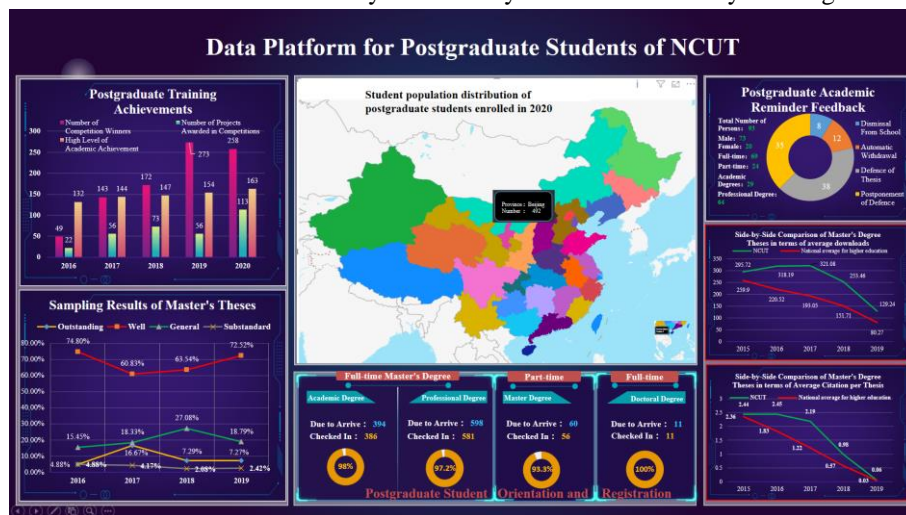 Data Platform for Postgraduate Students of NCUT
Postgraduate Training
Achievements
Number of
Competition Winners
Number of Projects
Awarded in Competitions
High Level of
Academic Achievement
300
250
200
150
100
50
0
49
22
132
143
56
144
172
73
147
273
56
154
258
113
163
2016
2017
2018
2019
2020
Sampling Results of Master's Theses
Outstanding
Well
General
Substandard
80.00%
70.00%
60.00%
50.00%
40.00%
30.00%
20.00%
10.00%
0.00%
74.80%
60.83%
63.54%
72.52%
15.45%
18.33%
27.08%
18.79%
4.88%
16.67%
7.29%
7.27%
4.88%
4.17%
2.08%
2.42%
2016
2017
2018
2019
Student population distribution of
postgraduate students enrolled in 2020
Province: Beijing
Number : 492
Full-time Master's Degree
Part-time
Full-time
Academic Degree
Professional Degree
Master Degree
Doctoral Degree
Due to Arrive : 394
Checked In : 386
98%
Due to Arrive : 598
Checked In : 581
97.2%
Due to Arrive : 60
Checked In : 56
93.3%
Due to Arrive : 11
Checked In : 11
100%
Postgraduate Student Orientation and Registration
Postgraduate Academic
Reminder Feedback
Total Number of
Persons: 93
Male: 73
Female: 20
Full-time: 69
Part-time: 24
Academic
Degrees: 29
Professional Degree:
64
8
12
38
35
Dismissal
From School
Automatic
Withdrawal
Defence of
Thesis
Postponement
of Defence
Side-by-Side Comparison of Master's Degree
Theses in terms of average downloads
NCUT
National average for higher education
350
300
250
200
150
100
50
0
295.72
318.19
321.08
253.46
129.24
259.9
220.52
193.05
151.71
80.27
2015
2016
2017
2018
2019
Side-by-Side Comparison of Master's Degree
Theses in terms of Average Citation per Thesis
NCUT
National average for higher education
3
2.5
2
1.5
1
0.5
0
2.44
2.45
2.19
0.98
0.06
2.36
1.83
1.22
0.57
0.03
2015
2016
2017
2018
2019